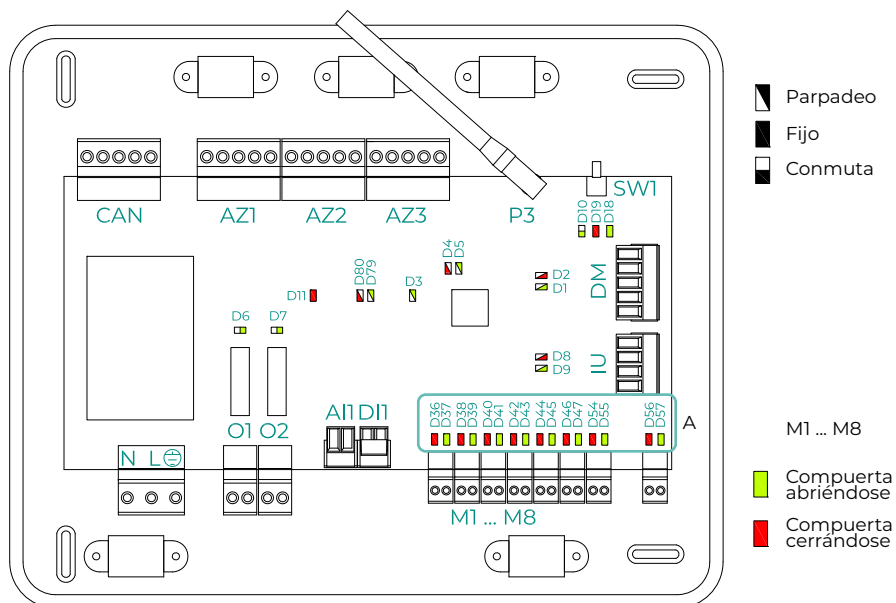 Parpadeo
Fijo
Conmuta
SW1
CAN
AZ1
AZ2
AZ3
P3
D10
D19
D18
D4
D5
D80
D79
D3
D11
D2
D1
DM
D6
D7
D8
D9
IU
D36
D37
D38
D39
D40
D41
D42
D43
D44
D45
D46
D47
D54
D55
D56
D57
A
O1
O2
AI1
DI1
N
L
M1 ... M8
M1 ... M8
Compuerta
abriéndose
Compuerta
cerrándose